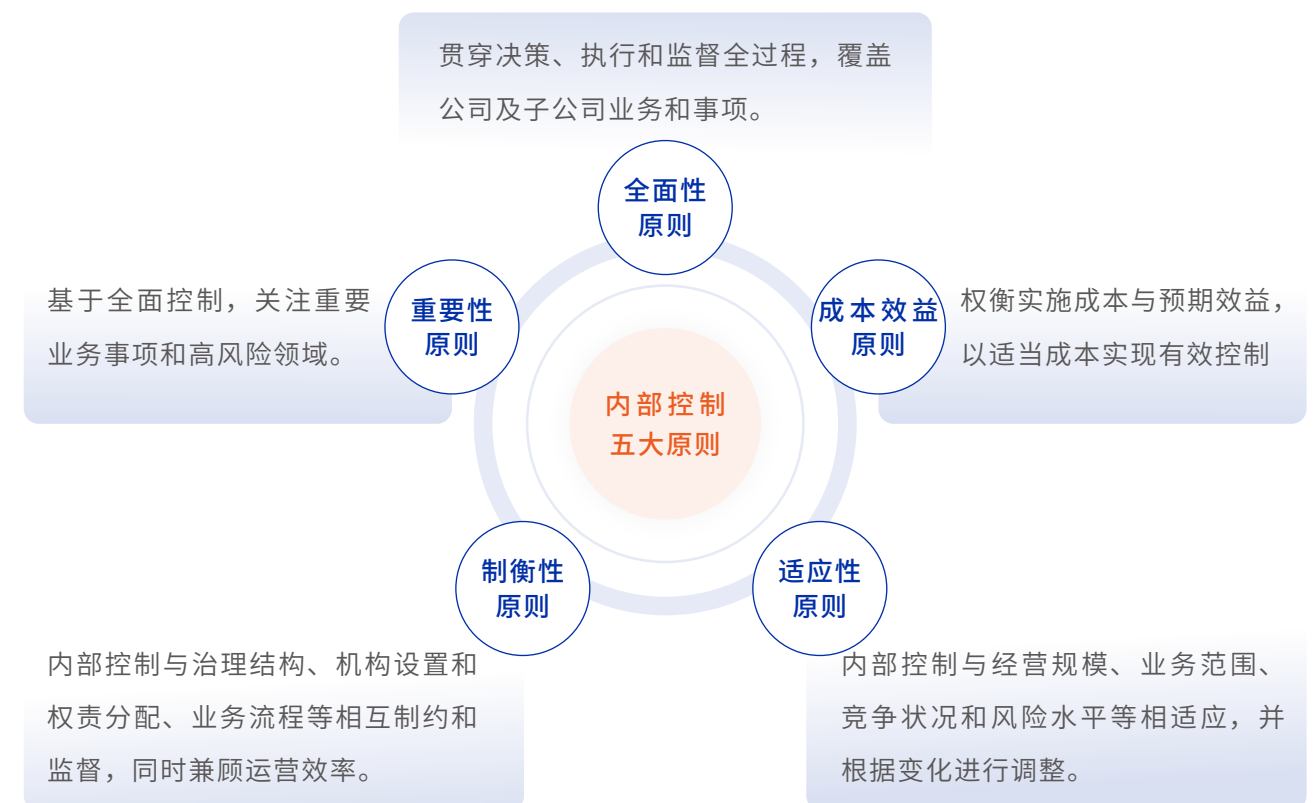 贯穿决策、执行和监督全过程，覆盖
公司及子公司业务和事项。
全面性
原则
基于全面控制，关注重要
业务事项和高风险领域。
重要性
原则
成本效益
原则
权衡实施成本与预期效益，
以适当成本实现有效控制
内部控制
五大原则
制衡性
原则
内部控制与治理结构、机构设置和
权责分配、业务流程等相互制约和
监督，同时兼顾运营效率。
适应性
原则
内部控制与经营规模、业务范围、
竞争状况和风险水平等相适应，并
根据变化进行调整。